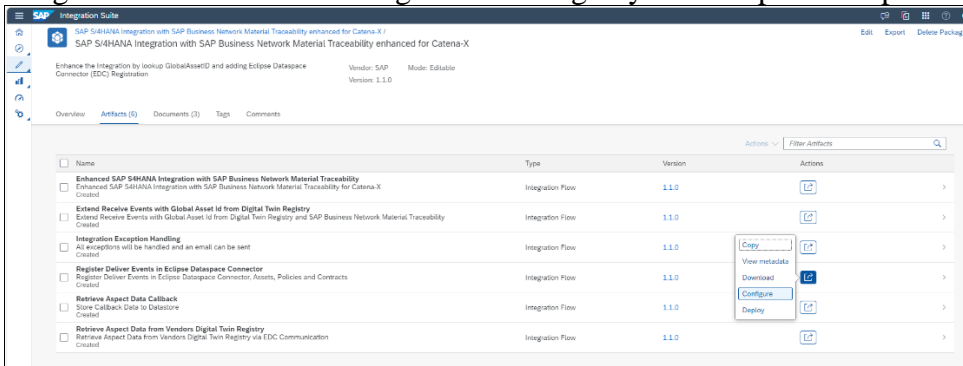 SAP Integration Suite
SAP S/4HANA Integration with SAP Business Network Material Traceability enhanced for Catena-X /
Edit Export Delete Packag
SAP S/4HANA Integration with SAP Business Network Material Traceability enhanced for Catena-X
Enhance the Integration by lookup GlobalAssetID and adding Eclipse Dataspace
Connector (EDC) Registration
Vendor: SAP Mode: Editable
Version: 1.1.0
Overview Artifacts (6) Documents (3) Tags Comments
Actions Filter Artifacts
Name Type Version Actions
Enhanced SAP S4HANA Integration with SAP Business Network Material Traceability
Enhanced SAP S4HANA Integration with SAP Business Network Material Traceability for Catena-X
Created
Integration Flow 1.1.0
Extend Receive Events with Global Asset Id from Digital Twin Registry
Extend Receive Events with Global Asset Id from Digital Twin Registry and SAP Business Network Material Traceability
Created
Integration Flow 1.1.0
Integration Exception Handling
All exceptions will be handled and an email can be sent
Created
Integration Flow 1.1.0
Register Deliver Events in Eclipse Dataspace Connector
Register Deliver Events in Eclipse Dataspace Connector, Assets, Policies and Contracts
Created
Integration Flow 1.1.0
Copy
View metadata
Download
Configure
Deploy
Retrieve Aspect Data Callback
Store Callback Date to Datastore
Created
Integration Flow 1.1.0
Retrieve Aspect Data from Vendors Digital Twin Registry
Retrieve Aspect Data from Vendors Digital Twin Registry via EDC Communication
Created
Integration Flow 1.1.0